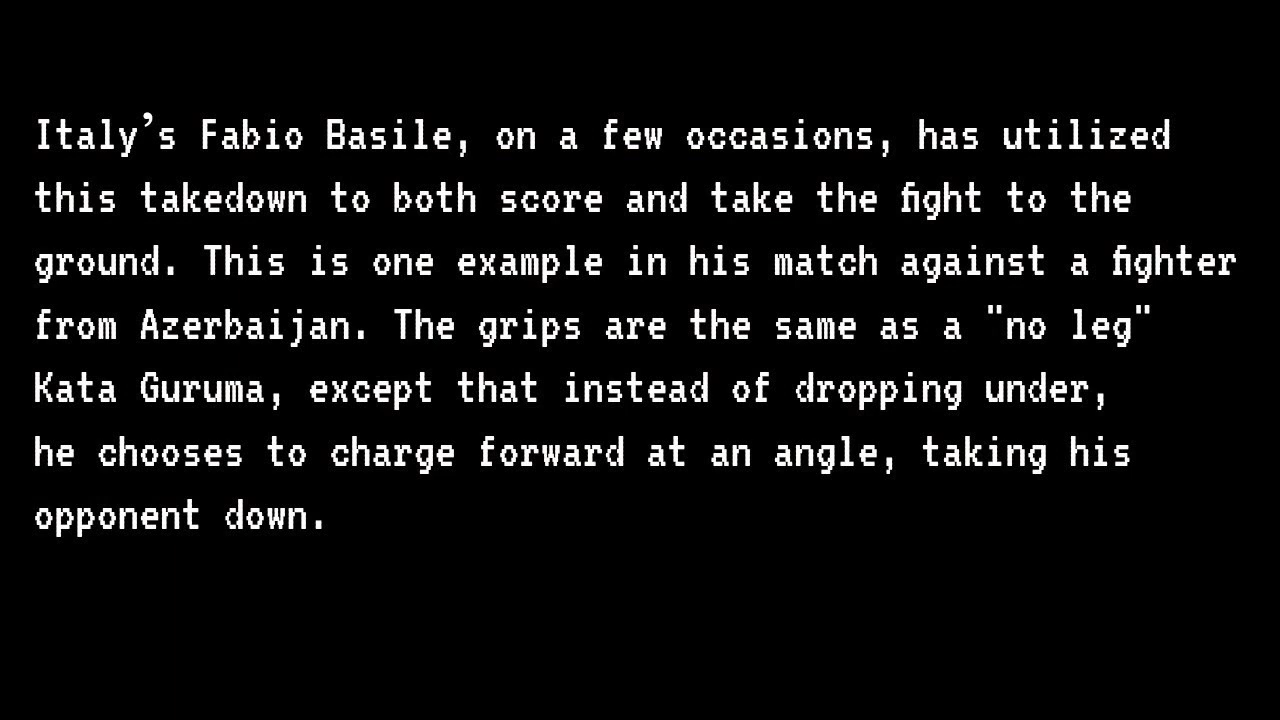 Italy's Fabio Basile, on a few occasions, has utilized
this takedown to both score and take the fight to the
ground. This is one example in his match against a fighter
from Azerbaijan. The grips are the same as a "no leg"
Kata Guruma, except that instead of dropping under,
he chooses to charge forward at an angle, taking his
opponent down.